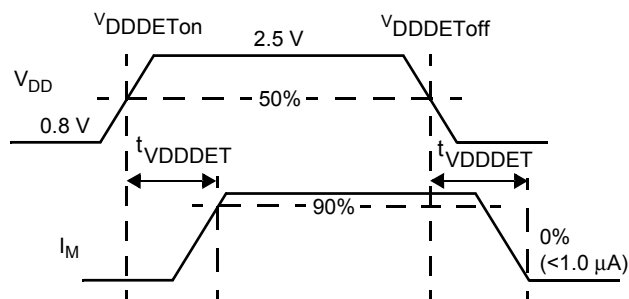 VDDDETon
VDDDEToff
2.5 V
VDD
50%
0.8 V
tVDDDET
tVDDDET
90%
IM
0%
(<1.0 μA)